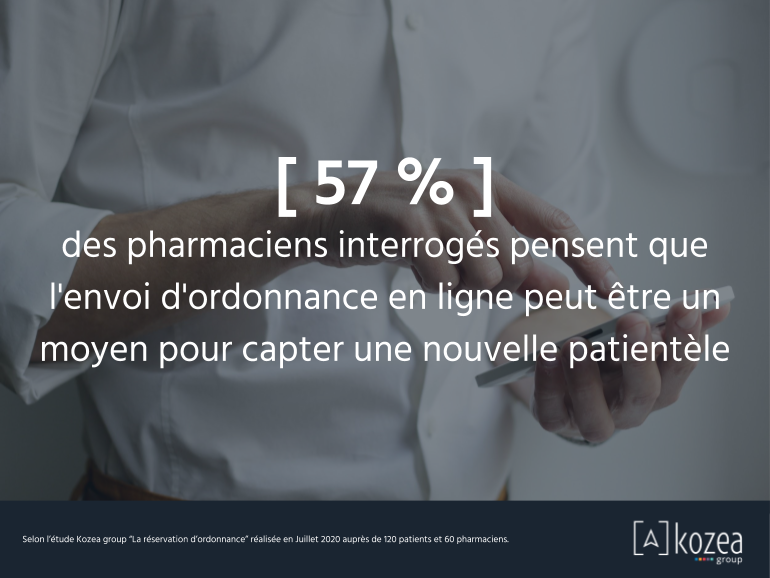 [ 57 % ]
des pharmaciens interrogés pensent que
l'envoi d'ordonnance en ligne peut être un
moyen pour capter une nouvelle patientèle
Selon l'étude Kozea group "La réservation d'ordonnance" réalisée en Juillet 2020 auprès de 120 patients et 60 pharmaciens.
[A] kozea
group